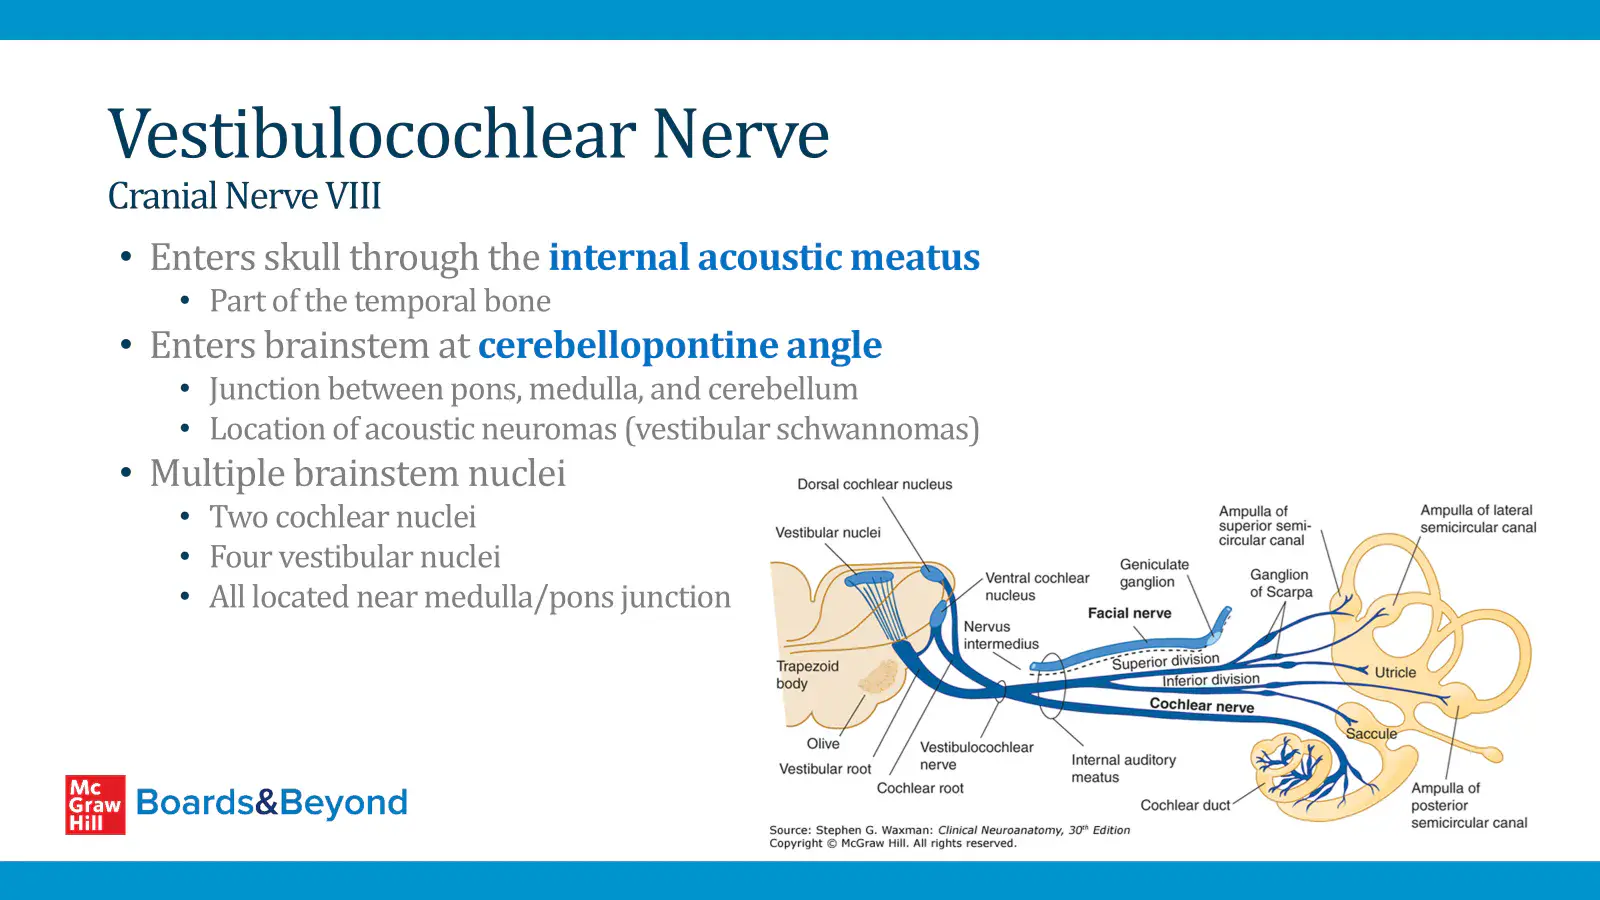 Vestibulocochlear Nerve
Cranial Nerve VIII
• Enters skull through the internal acoustic meatus
• Part of the temporal bone
• Enters brainstem at cerebellopontine angle
• Junction between pons, medulla, and cerebellum
• Location of acoustic neuromas (vestibular schwannomas)
• Multiple brainstem nuclei
• Two cochlear nuclei
• Four vestibular nuclei
• All located near medulla/pons junction
Dorsal cochlear nucleus
Vestibular nuclei
Ventral cochlear
nucleus
Nervus
intermedius
Geniculate
ganglion
Facial nerve
Ampulla of
superior semi-
circular canal
Ganglion
of Scarpa
Ampulla of lateral
semicircular canal
Trapezoid
body
Superior division
Inferior division
Cochlear nerve
Utricle
Saccule
Olive
Vestibular root
Vestibulocochlear
nerve
Cochlear root
Internal auditory
meatus
Cochlear duct
Ampulla of
posterior
semicircular canal
Mc
Graw
Hill
Boards&Beyond
Source: Stephen G. Waxman: Clinical Neuroanatomy, 30th Edition
Copyright © McGraw Hill. All rights reserved.